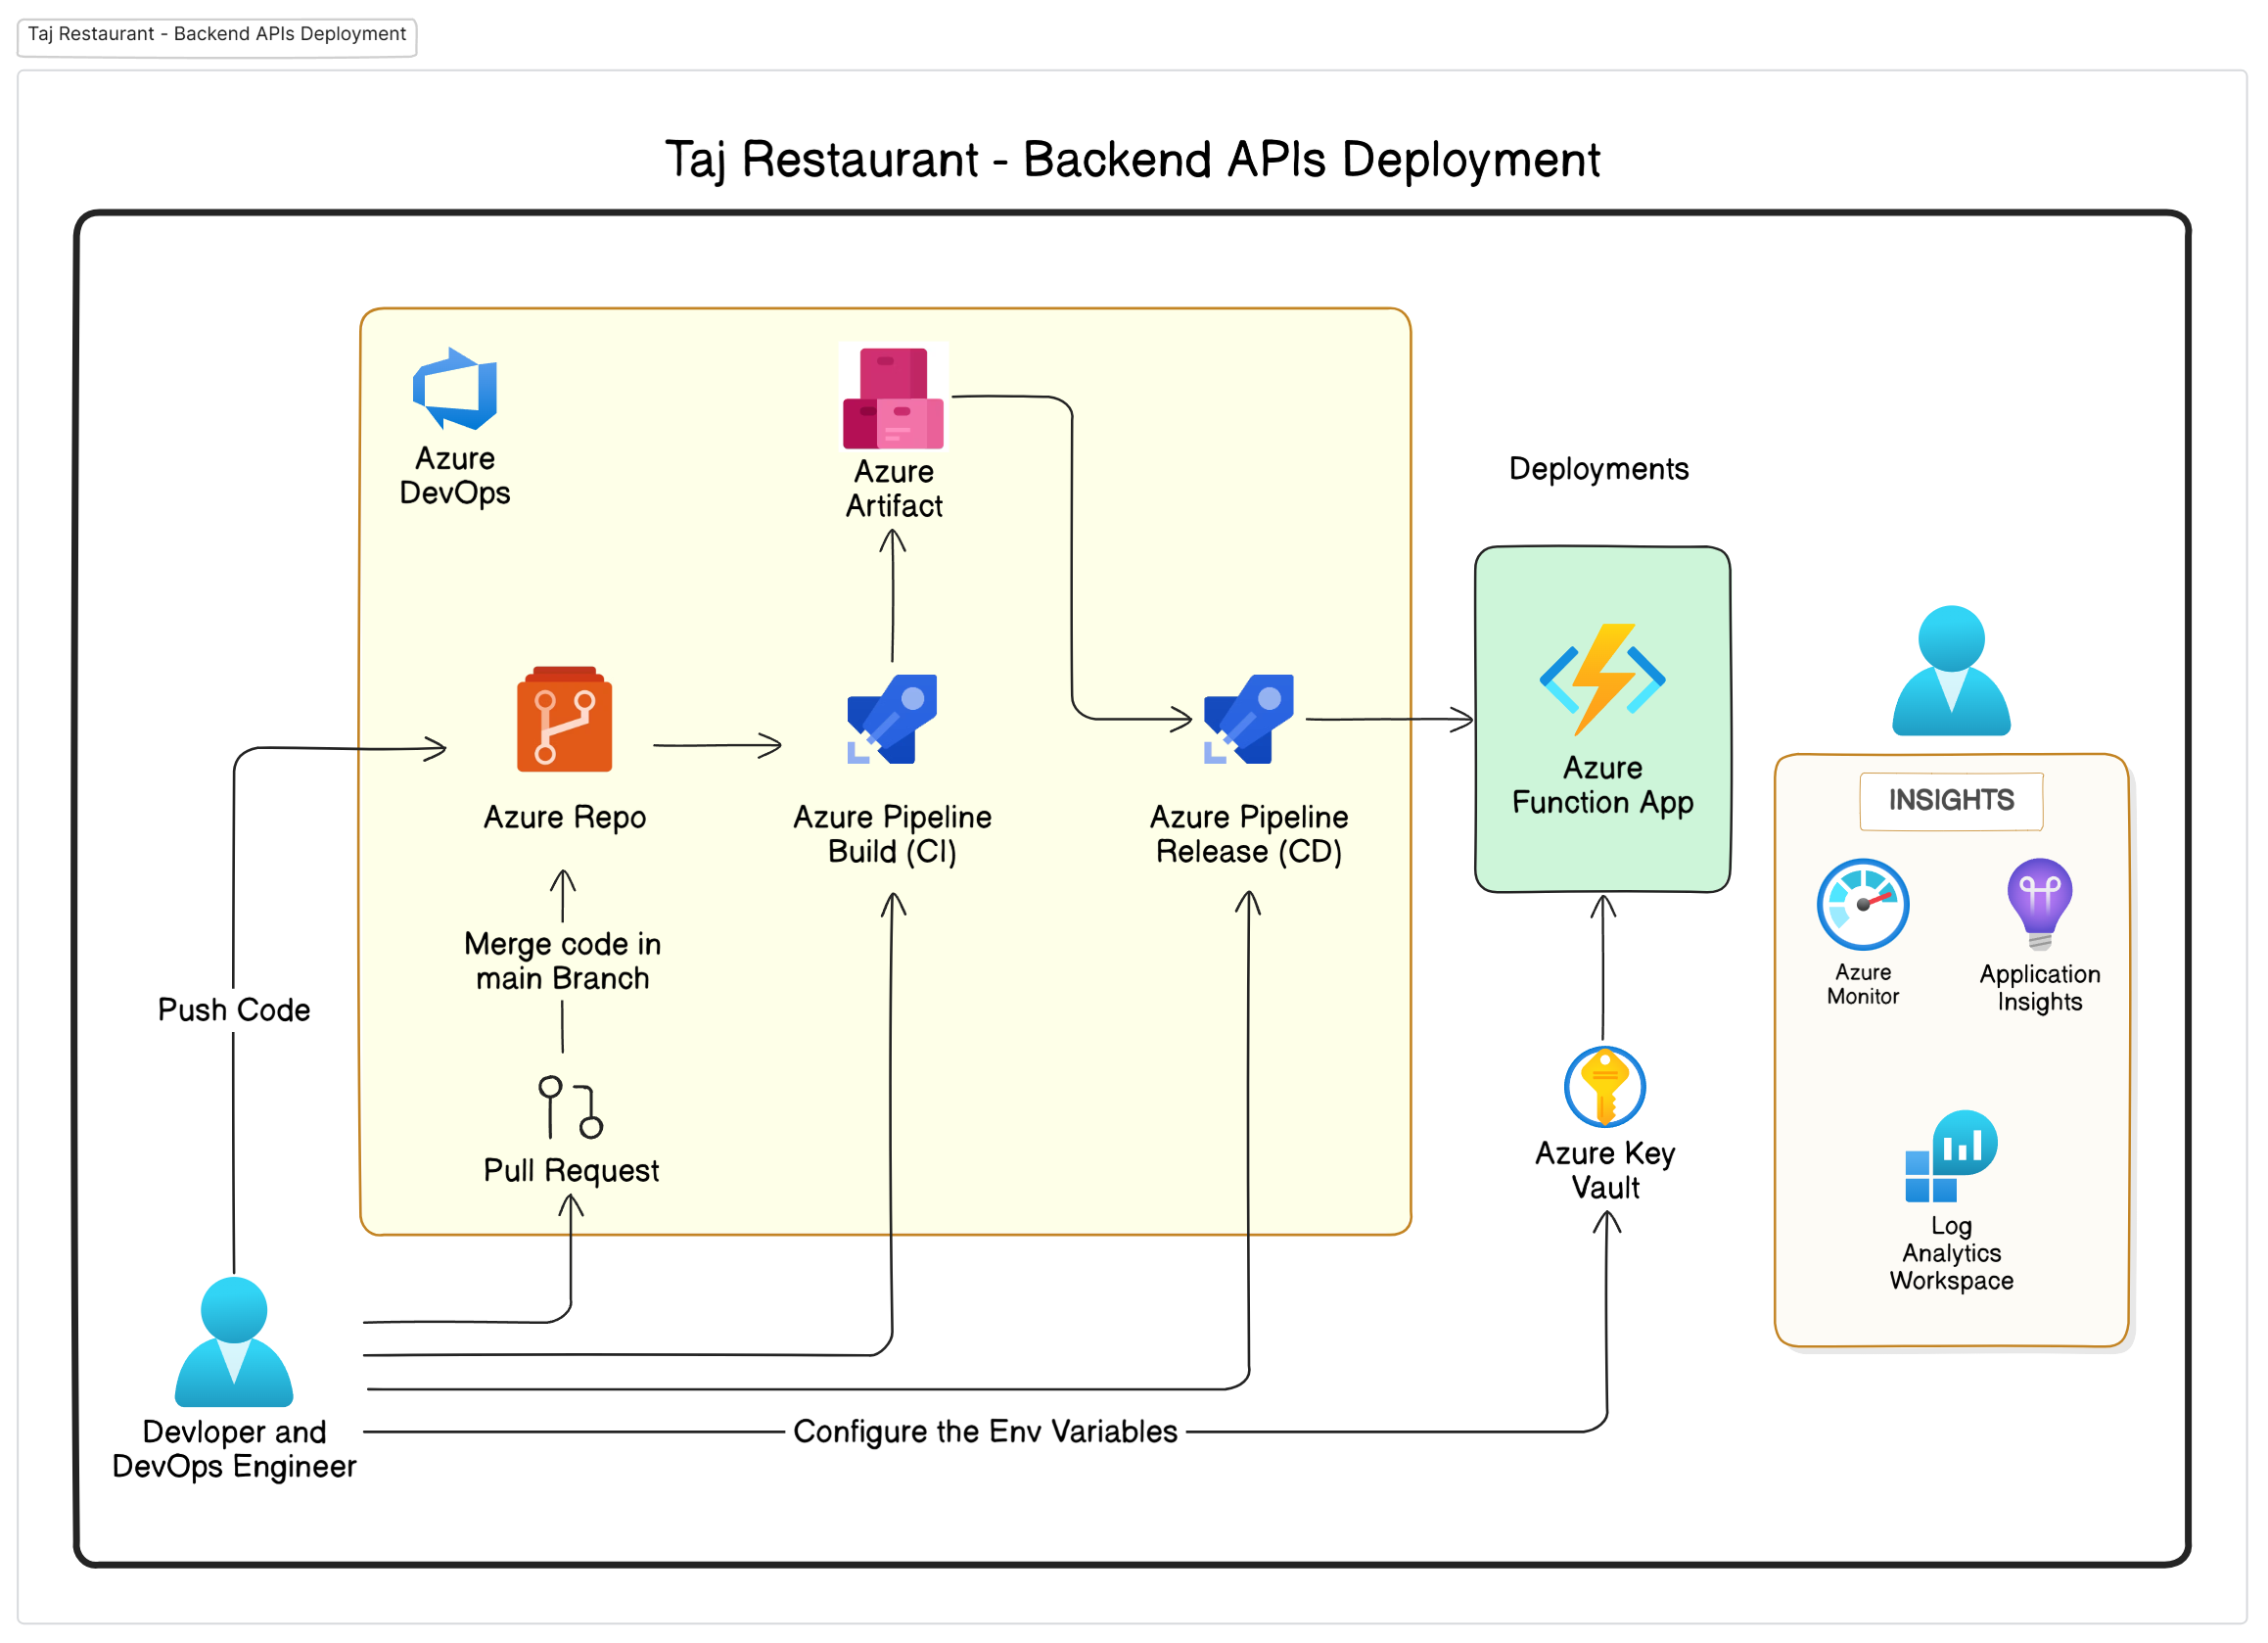 Taj Restaurant - Backend APIs Deployment
Taj Restaurant - Backend APIs Deployment
Azure
DevOps
Azure
Artifact
Deployments
Azure Repo
Azure Pipeline
Build (CI)
Azure Pipeline
Release (CD)
Azure
Function App
INSIGHTS
Azure
Monitor
Application
Insights
Log
Analytics
Workspace
Merge code in
main Branch
Push Code
Pull Request
Azure Key
Vault
Devloper and
DevOps Engineer
Configure the Env Variables